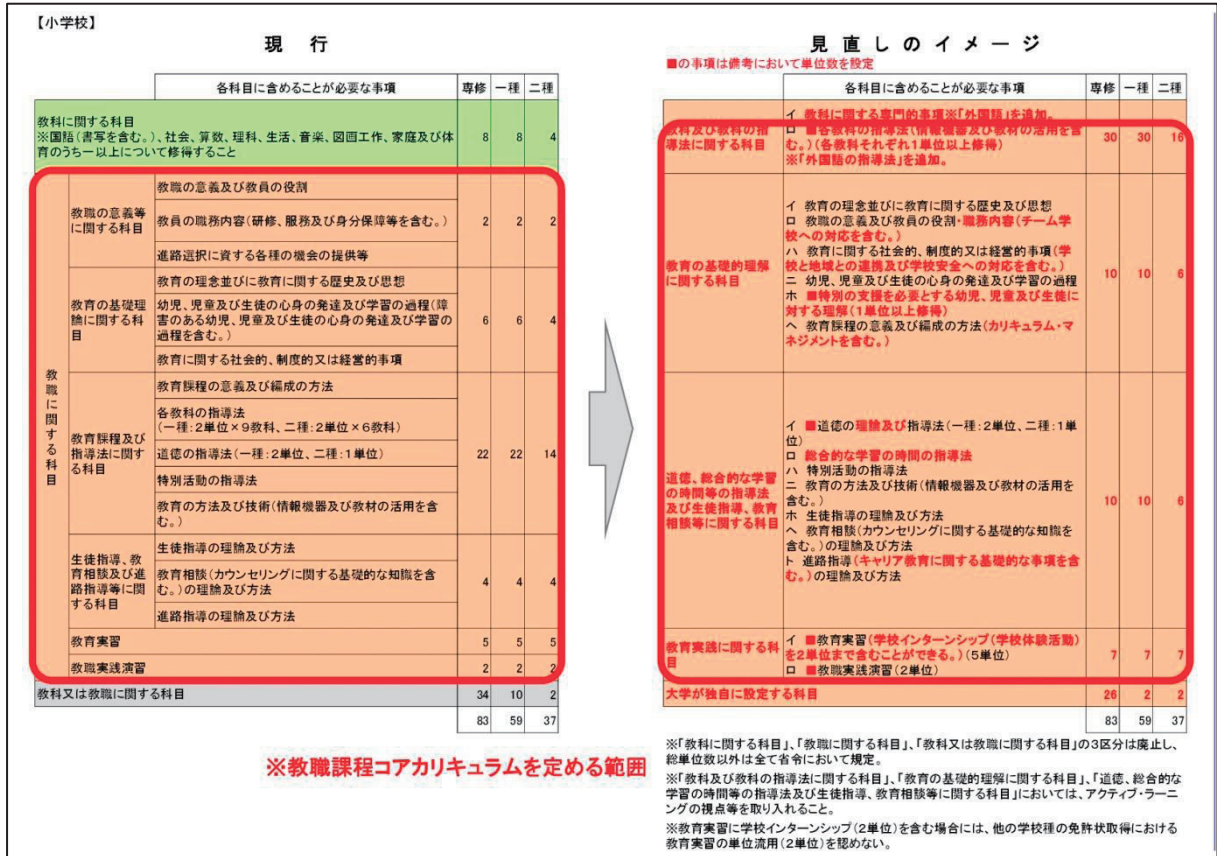 【小学校】
現 行
各科目に含めることが必要な事項
専修
一種
二種
教科に関する科目
※国語(書写を含む。)、社会、算数、理科、生活、音楽、図画工作、家庭及び体
育のうち一以上について修得すること
8
8
4
教職に関する科目
教職の意義等
に関する科目
教職の意義及び教員の役割
教員の職務内容(研修、服務及び身分保障等を含む。)
進路選択に資する各種の機会の提供等
2
2
2
教育の基礎理
論に関する科
目
教育の理念並びに教育に関する歴史及び思想
幼児、児童及び生徒の心身の発達及び学習の過程(障
害のある幼児、児童及び生徒の心身の発達及び学習の
過程を含む。)
教育に関する社会的、制度的又は経営的事項
6
6
4
教育課程及び
指導法に関す
る科目
教育課程の意義及び編成の方法
各教科の指導法
(一種:2単位×9教科、二種:2単位×6教科)
道徳の指導法(一種:2単位、二種:1単位)
特別活動の指導法
教育の方法及び技術(情報機器及び教材の活用を含
む。)
22
22
14
生徒指導、教
育相談及び進
路指導等に関
する科目
生徒指導の理論及び方法
教育相談(カウンセリングに関する基礎的な知識を含
む。)の理論及び方法
進路指導の理論及び方法
4
4
4
教育実習
5
5
5
教職実践演習
2
2
2
教科又は教職に関する科目
34
10
2
83
59
37
※教職課程コアカリキュラムを定める範囲
見直しのイメージ
■の事項は備考において単位数を設定
各科目に含めることが必要な事項
専修
一種
二種
教科及び教科の指
導法に関する科目
イ 教科に関する専門的事項※「外国語」を追加。
ロ ■各教科の指導法(情報機器及び教材の活用を含
む。)(各教科それぞれ1単位以上修得)
※「外国語の指導法」を追加。
30
30
16
教育の基礎的理解
に関する科目
イ 教育の理念並びに教育に関する歴史及び思想
ロ 教職の意義及び教員の役割・職務内容(チーム学
校への対応を含む。)
ハ 教育に関する社会的、制度的又は経営的事項(学
校と地域との連携及び学校安全への対応を含む。)
ニ 幼児、児童及び生徒の心身の発達及び学習の過程
ホ ■特別の支援を必要とする幼児、児童及び生徒に
対する理解(1単位以上修得)
ヘ 教育課程の意義及び編成の方法(カリキュラム・マ
ネジメントを含む。)
10
10
6
道徳、総合的な学習
の時間等の指導法
及び生徒指導、教育
相談等に関する科目
イ ■道徳の理論及び指導法(一種:2単位、二種:1単
位)
ロ 総合的な学習の時間の指導法
ハ 特別活動の指導法
ニ 教育の方法及び技術(情報機器及び教材の活用を
含む。)
ホ 生徒指導の理論及び方法
ヘ 教育相談(カウンセリングに関する基礎的な知識を
含む。)の理論及び方法
ト 進路指導(キャリア教育に関する基礎的な事項を含
む。)の理論及び方法
10
10
6
教育実践に関する科
目
イ ■教育実習(学校インターンシップ(学校体験活動)
を2単位まで含むことができる。)(5単位)
ロ ■教職実践演習(2単位)
7
7
7
大学が独自に設定する科目
26
2
2
83
59
37
※「教科に関する科目」、「教職に関する科目」、「教科又は教職に関する科目」の3区分は廃止し、
総単位数以外は全て省令において規定。
※「教科及び教科の指導法に関する科目」、「教育の基礎的理解に関する科目」、「道徳、総合的な
学習の時間等の指導法及び生徒指導、教育相談等に関する科目」においては、アクティブ・ラーニ
ングの視点等を取り入れること。
※教育実習に学校インターンシップ(2単位)を含む場合には、他の学校種の免許状取得における
教育実習の単位流用(2単位)を認めない。